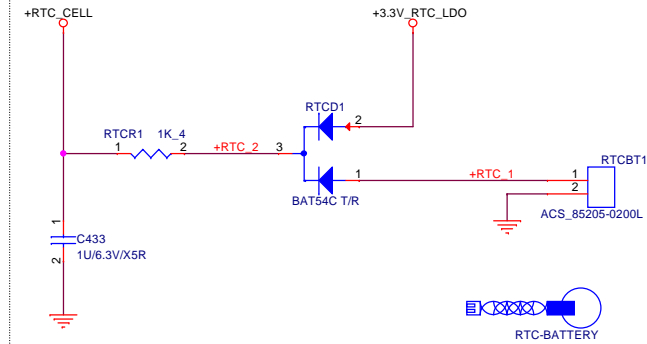 +RTC_CELL
+3.3V_RTC_LDO
RTCD1
2
RTCR1 1K_4
1 2 +RTC_2 3
1 +RTC_1 1
2
RTCBT1
BAT54C T/R
ACS_85205-0200L
1
C433
1U/6.3V/X5R
2
RTC-BATTERY